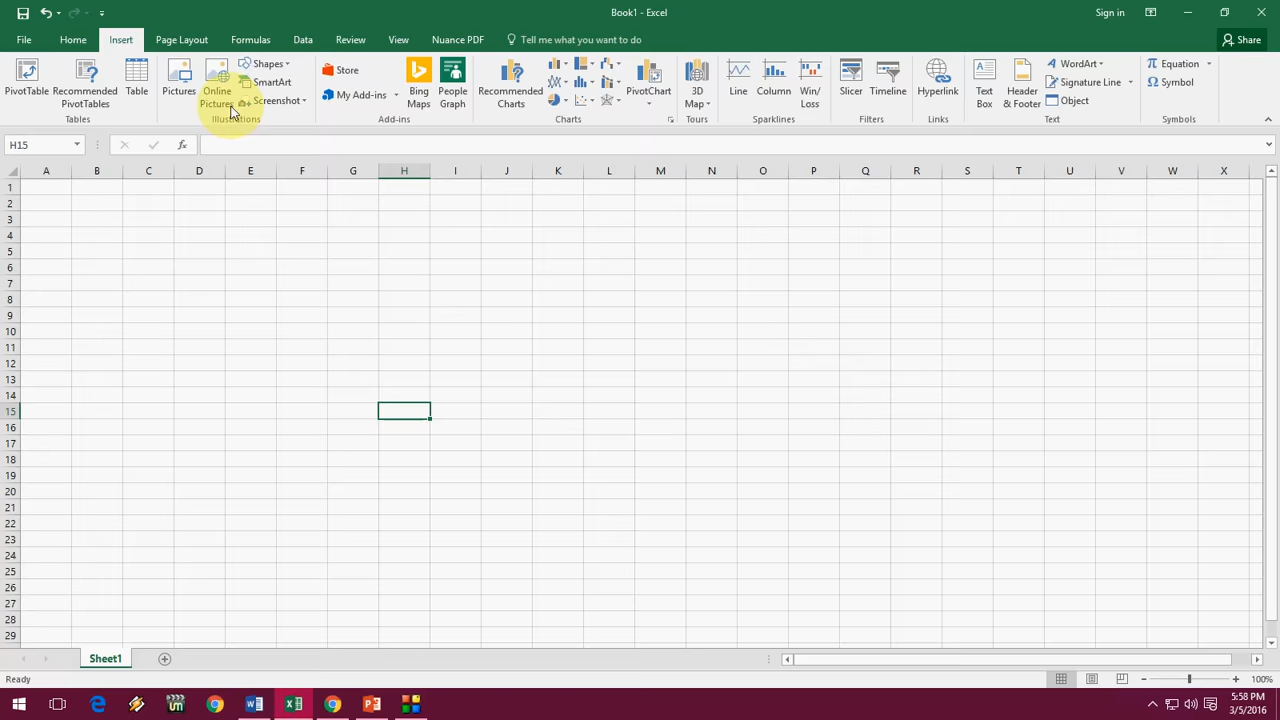 Book1 - Excel
Sign in
File Home Insert Page Layout Formulas Data Review View Nuance PDF Tell me what you want to do Share
PivotTable
Recommended
PivotTables
Table
Tables
Pictures
Online
Pictures
Shapes
SmartArt
Screenshot
Illustrations
Store
My Add-ins
Bing
Maps
People
Graph
Add-ins
Recommended
Charts
PivotChart
Charts
3D
Map
Tours
Line
Column
Win/
Loss
Sparklines
Slicer
Timeline
Filters
Hyperlink
Links
Text
Box
Header
& Footer
WordArt
Signature Line
Object
Text
Equation
Symbol
Symbols
H15
fx
A B C D E F G H I J K L M N O P Q R S T U V W X
1
2
3
4
5
6
7
8
9
10
11
12
13
14
15
16
17
18
19
20
21
22
23
24
25
26
27
28
29
Sheet1
Ready
100%
5:58 PM
3/5/2016